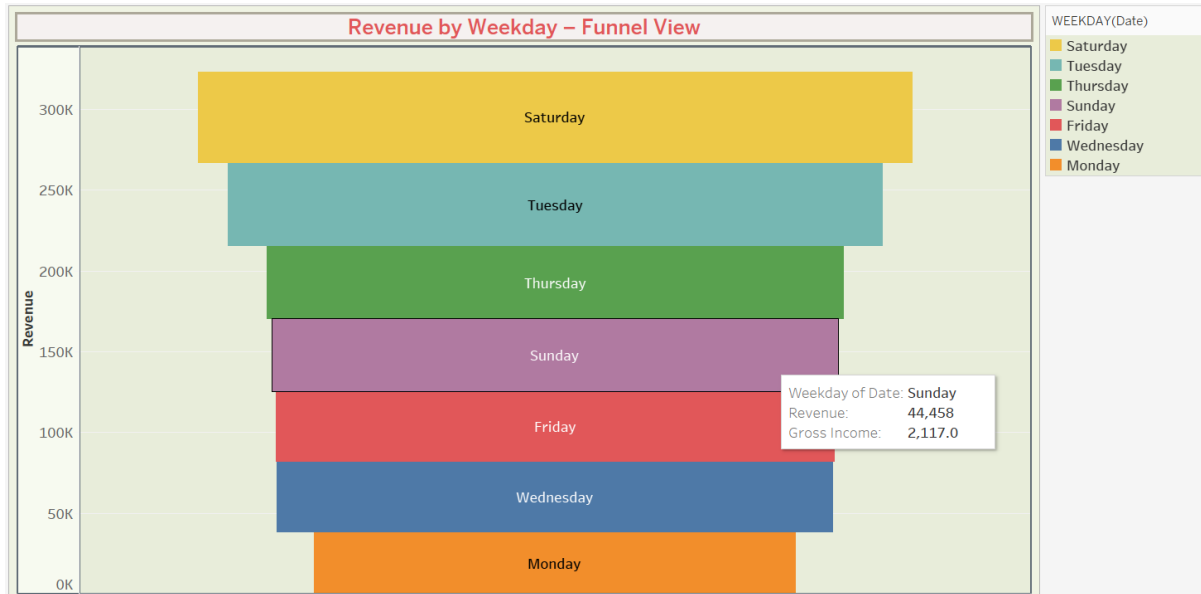 Revenue by Weekday – Funnel View
WEEKDAY(Date)
Saturday
Tuesday
Thursday
Sunday
Friday
Wednesday
Monday
Revenue
300K
250K
200K
150K
100K
50K
0K
Saturday
Tuesday
Thursday
Sunday
Friday
Wednesday
Monday
Weekday of Date: Sunday
Revenue: 44,458
Gross Income: 2,117.0